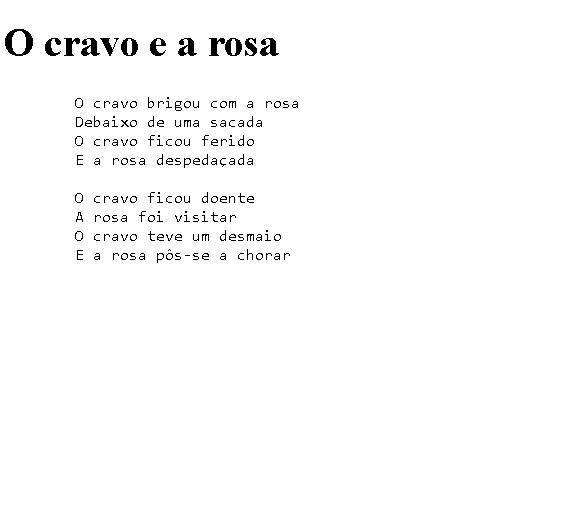 O cravo e a rosa
O cravo brigou com a rosa
Debaixo de uma sacada
O cravo ficou ferido
E a rosa despedaçada
O cravo ficou doente
A rosa foi visitar
O cravo teve um desmaio
E a rosa pôs-se a chorar